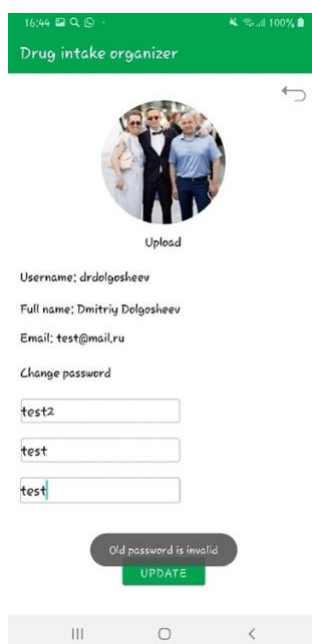 16:44 100%
Drug intake organizer
Upload
Username: drdolgosheev
Full name: Dmitriy Dolgosheev
Email: test@mail.ru
Change password
test2
test
test
Old password is invalid
UPDATE